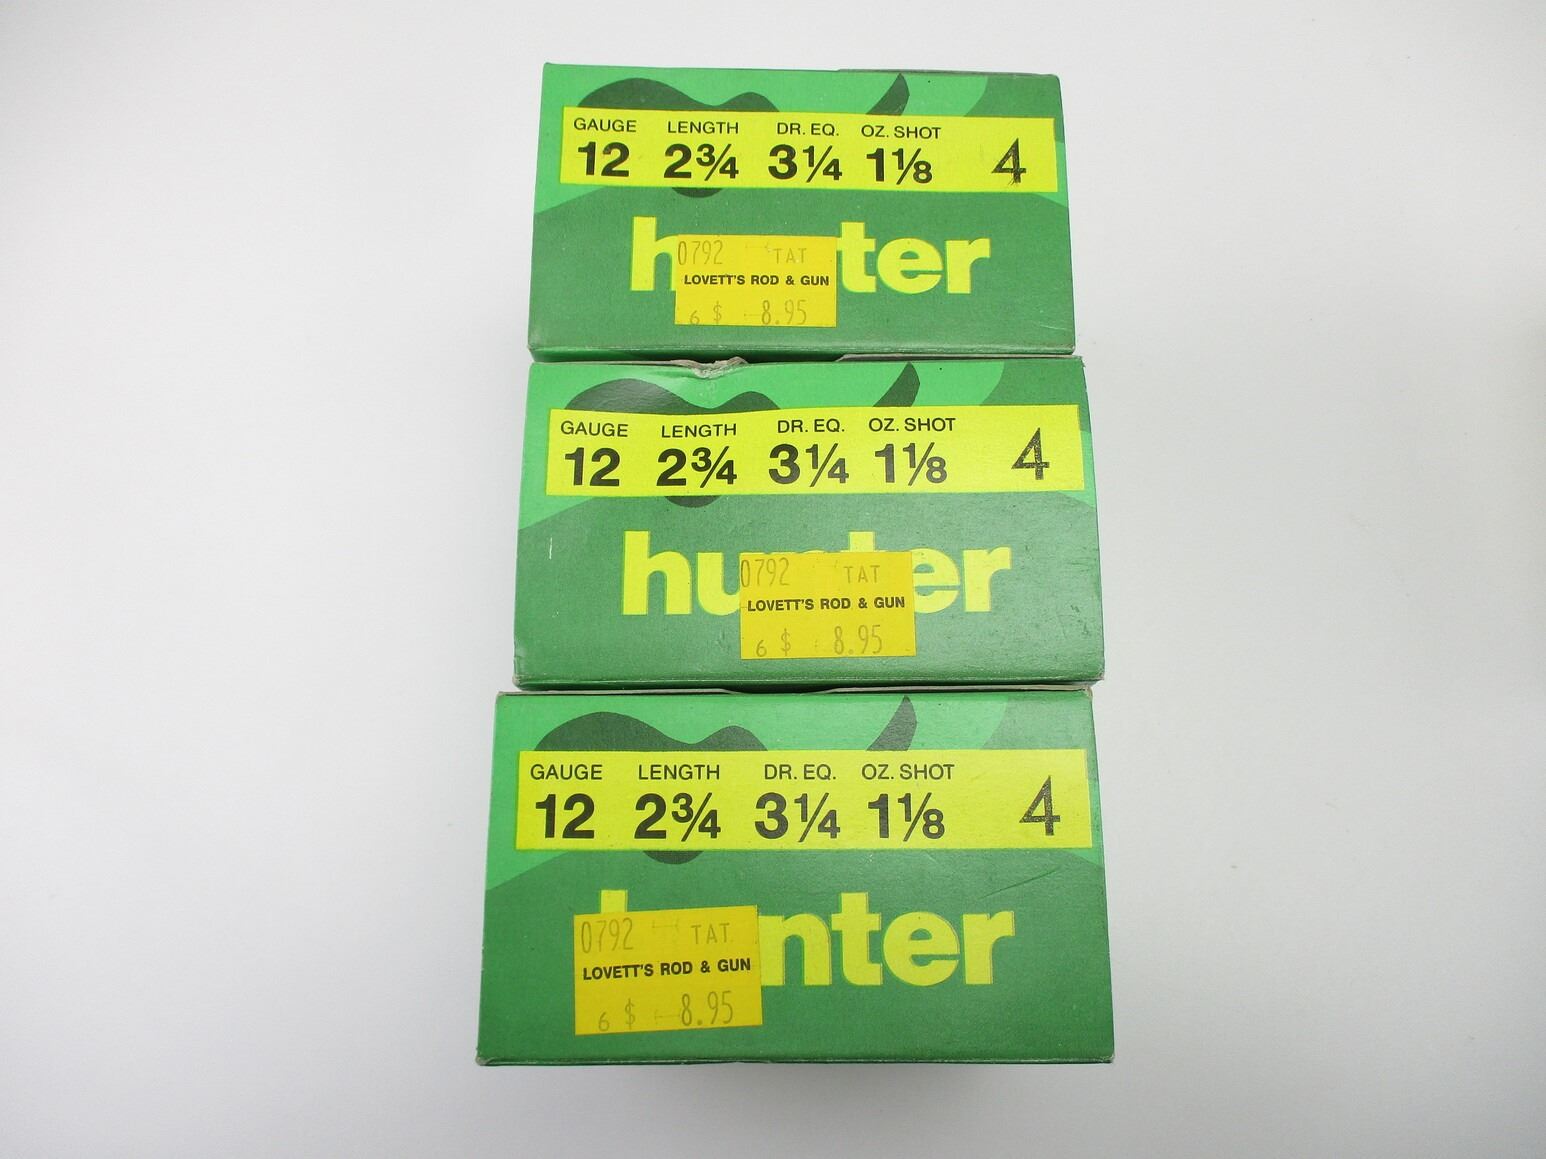 GAUGE LENGTH DR. EQ. OZ. SHOT
12 2¾ 3¼ 1⅛ 4
hunter
0792 TAT
LOVETT'S ROD & GUN
6 $ 8.95
GAUGE LENGTH DR. EQ. OZ. SHOT
12 2¾ 3¼ 1⅛ 4
hunter
0792 TAT
LOVETT'S ROD & GUN
6 $ 8.95
GAUGE LENGTH DR. EQ. OZ. SHOT
12 2¾ 3¼ 1⅛ 4
hunter
0792 TAT
LOVETT'S ROD & GUN
6 $ 8.95